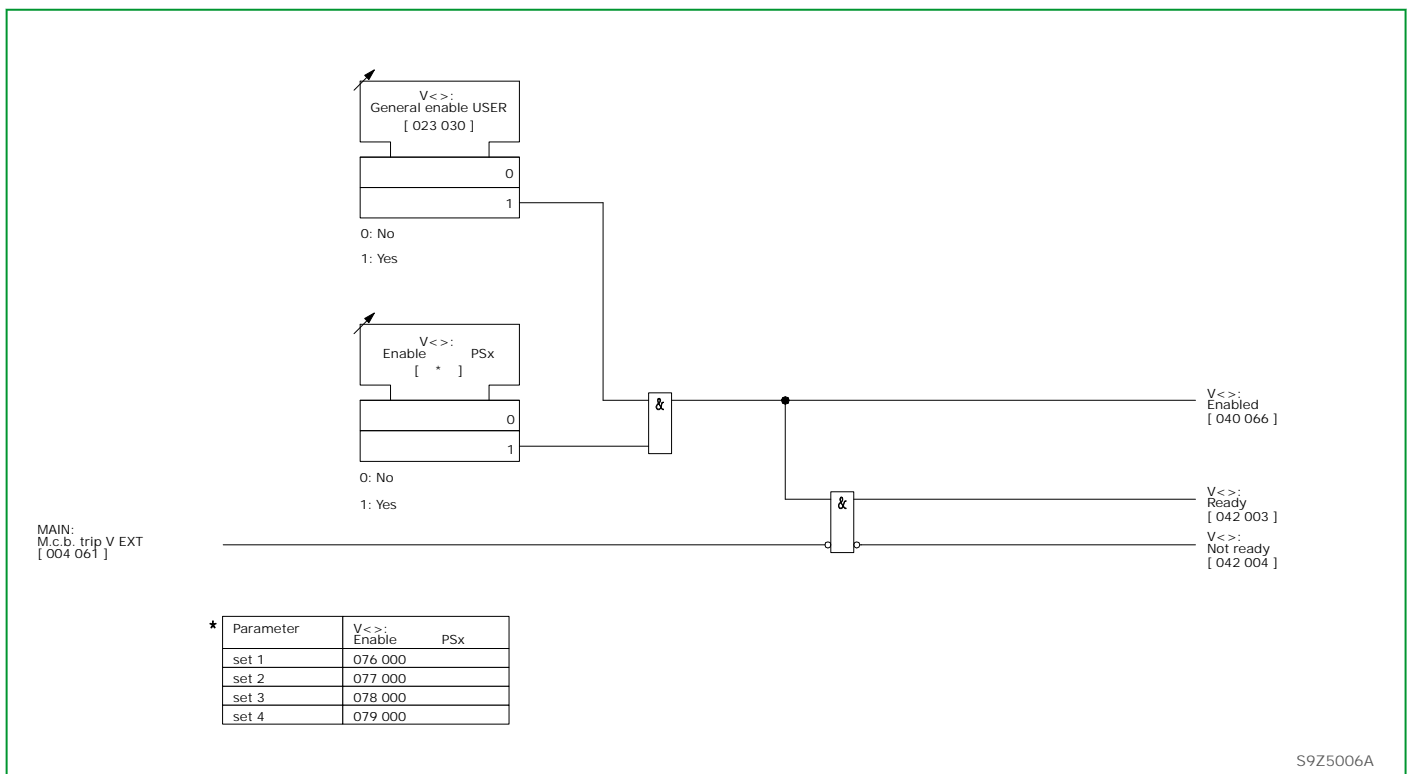 V<>:
General enable USER
[ 023 030 ]
0
1
0: No
1: Yes
V<>:
Enable PSx
[ * ]
0
1
0: No
1: Yes
&
V<>:
Enabled
[ 040 066 ]
&
V<>:
Ready
[ 042 003 ]
MAIN:
M.c.b. trip V EXT
[ 004 061 ]
V<>:
Not ready
[ 042 004 ]
* Parameter V<>:
Enable PSx
set 1 076 000
set 2 077 000
set 3 078 000
set 4 079 000
S9Z5006A